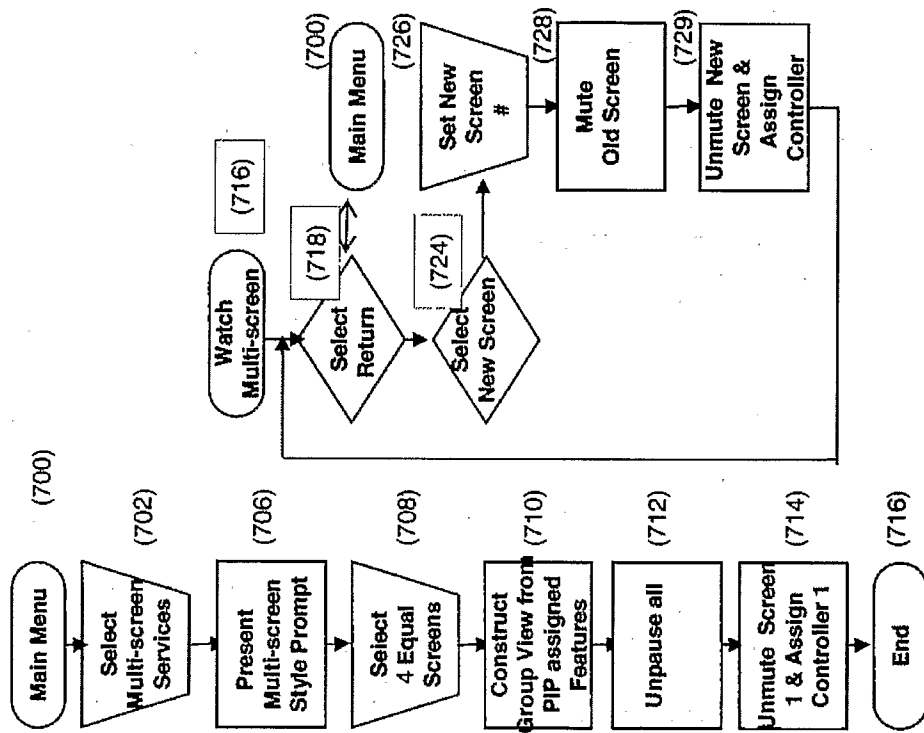 Main Menu
(700)
Select
Multi-screen
Services
(702)
Present
Multi-screen
Style Prompt
(706)
Select
4 Equal
Screens
(708)
Construct
Group View from
PIP assigned
Features
(710)
Unpause all
(712)
Unmute Screen
1 & Assign
Controller 1
(714)
End
(716)
Watch
Multi-screen
(716)
Select
Return
(718)
Main Menu
(700)
Select
New Screen
(724)
Set New
Screen
#
(726)
Mute
Old Screen
(728)
Unmute New
Screen &
Assign
Controller
(729)